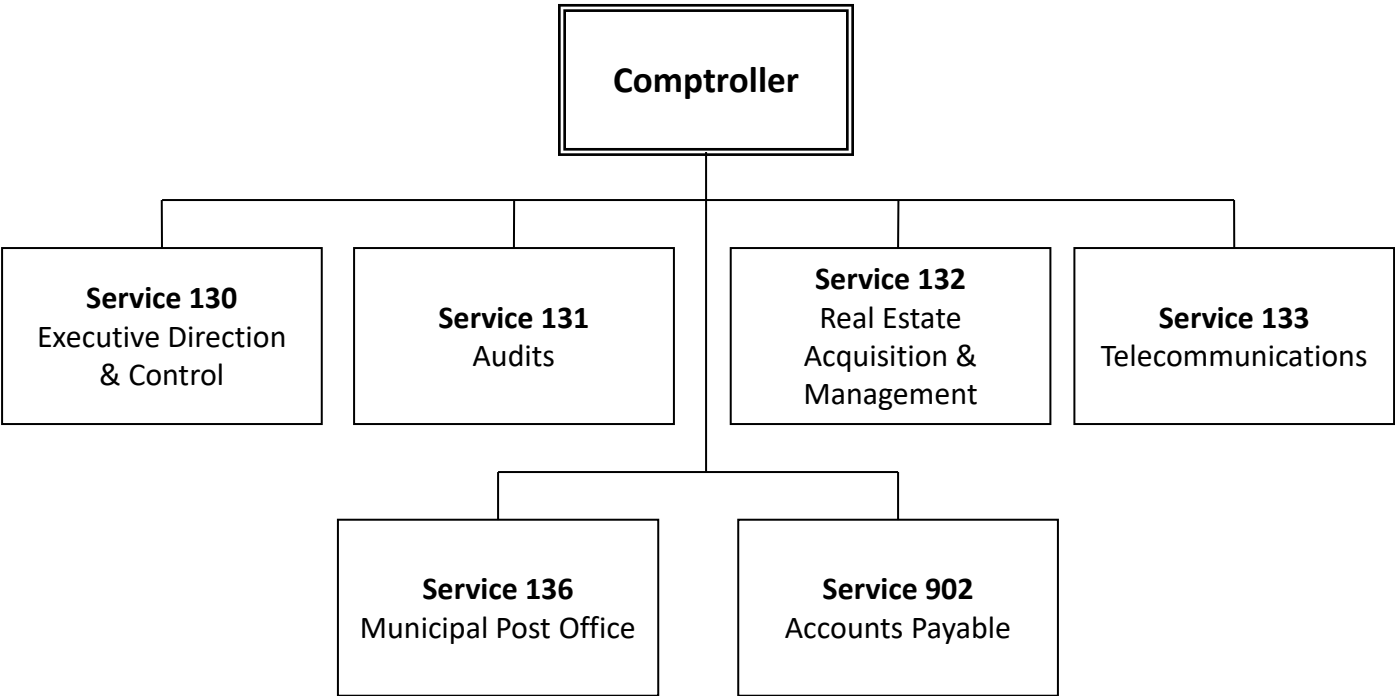 Comptroller
Service 130
Executive Direction
& Control
Service 131
Audits
Service 132
Real Estate
Acquisition &
Management
Service 133
Telecommunications
Service 136
Municipal Post Office
Service 902
Accounts Payable